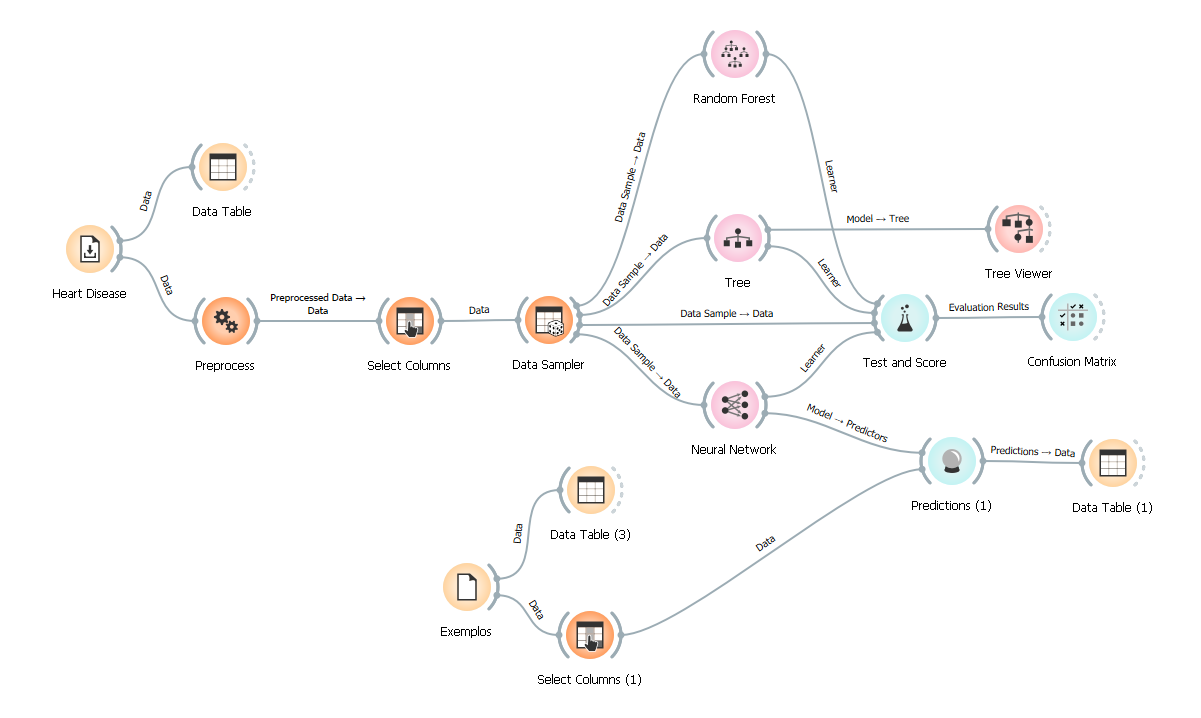 Random Forest
Data Sample → Data
Learner
Data
Data Table
Heart Disease
Data
Preprocess
Preprocessed Data →
Data
Select Columns
Data
Data Sampler
Data Sample → Data
Tree
Model → Tree
Learner
Tree Viewer
Data Sample → Data
Test and Score
Evaluation Results
Confusion Matrix
Data Sample → Data
Neural Network
Learner
Model → Predictors
Predictions (1)
Predictions → Data
Data Table (1)
Data
Data Table (3)
Exemplos
Data
Select Columns (1)
Data